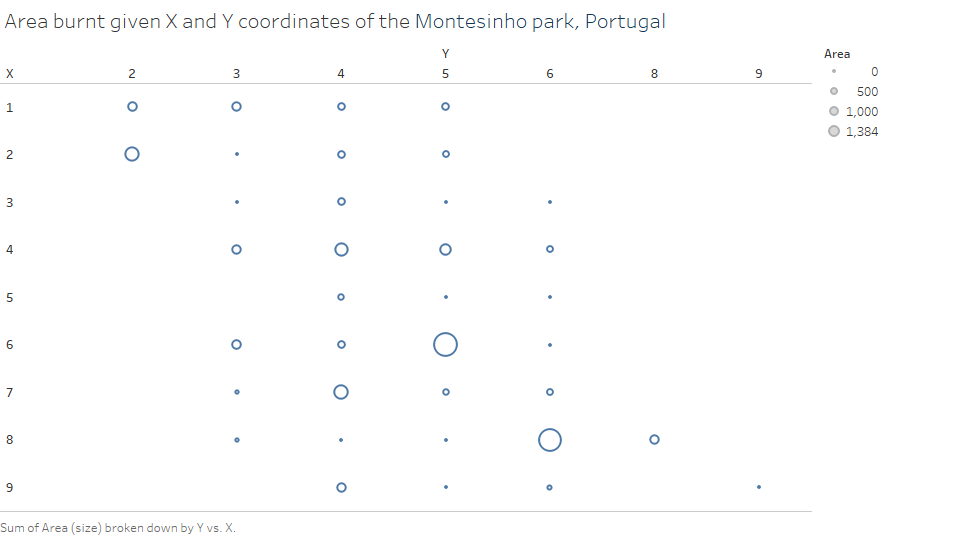 Area burnt given X and Y coordinates of the Montesinho park, Portugal
Y
X 2 3 4 5 6 8 9
1
2
3
4
5
6
7
8
9
Area
0
500
1,000
1,384
Sum of Area (size) broken down by Y vs. X.